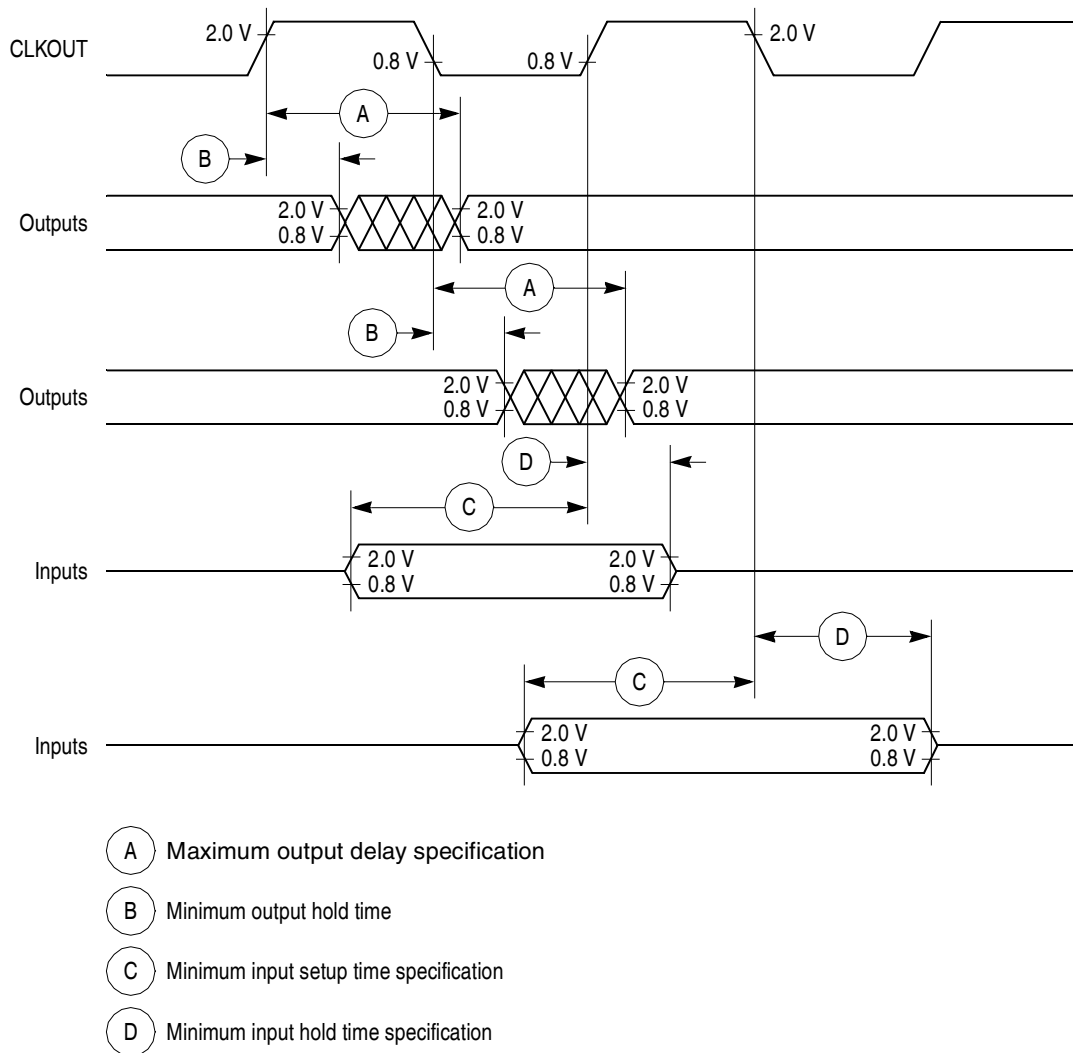 CLKOUT
2.0 V
0.8 V
0.8 V
2.0 V
A
B
Outputs
2.0 V
0.8 V
2.0 V
0.8 V
A
B
Outputs
2.0 V
0.8 V
2.0 V
0.8 V
D
C
Inputs
2.0 V
0.8 V
2.0 V
0.8 V
D
C
Inputs
2.0 V
0.8 V
2.0 V
0.8 V
A Maximum output delay specification
B Minimum output hold time
C Minimum input setup time specification
D Minimum input hold time specification